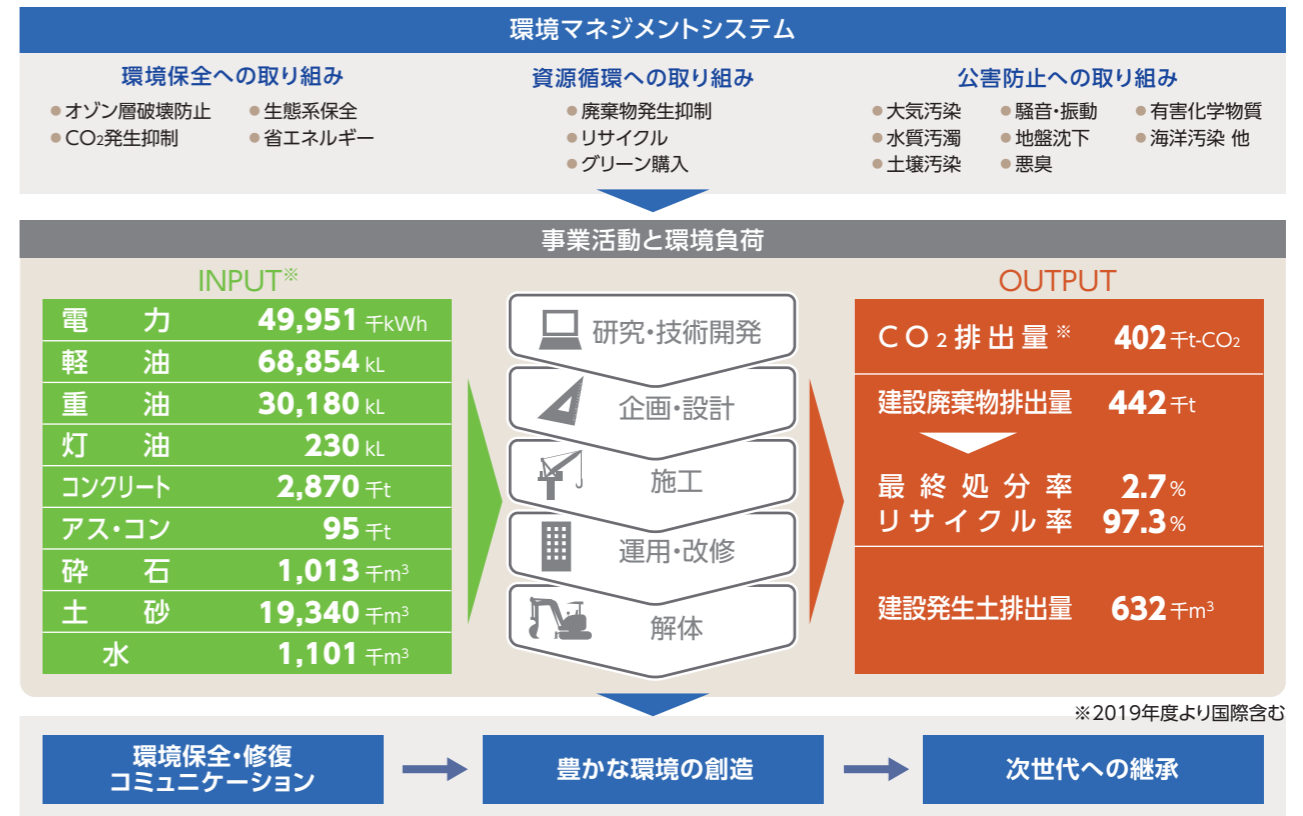 環境マネジメントシステム
環境保全への取り組み
●オゾン層破壊防止 ●生態系保全
●CO₂発生抑制 ●省エネルギー
資源循環への取り組み
●廃棄物発生抑制
●リサイクル
●グリーン購入
公害防止への取り組み
●大気汚染 ●騒音・振動 ●有害化学物質
●水質汚濁 ●地盤沈下 ●海洋汚染 他
●土壌汚染 ●悪臭
事業活動と環境負荷
INPUT※
電力 49,951 千kWh
軽油 68,854 kL
重油 30,180 kL
灯油 230 kL
コンクリート 2,870 千t
アス・コン 95 千t
砕石 1,013 千m³
土砂 19,340 千m³
水 1,101 千m³
研究・技術開発
企画・設計
施工
運用・改修
解体
OUTPUT
CO₂排出量※ 402 千t-CO₂
建設廃棄物排出量 442 千t
最終処分率 2.7%
リサイクル率 97.3%
建設発生土排出量 632 千m³
※2019年度より国際含む
環境保全・修復
コミュニケーション
豊かな環境の創造
次世代への継承